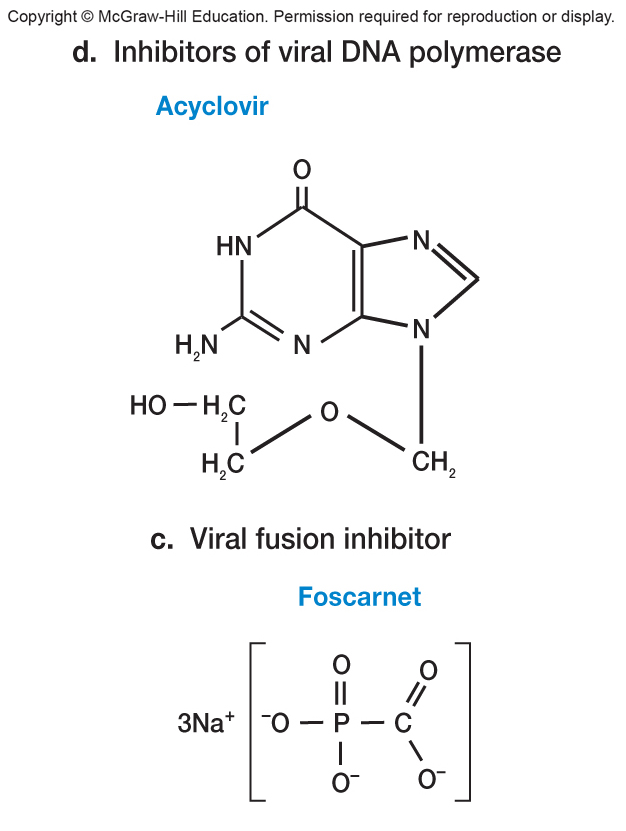 Copyright © McGraw-Hill Education. Permission required for reproduction or display.
d. Inhibitors of viral DNA polymerase
Acyclovir
O
HN
N
H₂N
N
N
HO — H₂C
O
H₂C
CH₂
c. Viral fusion inhibitor
Foscarnet
O
O
3Na⁺ ⁻O — P — C
O⁻
O⁻